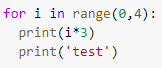 for i in range(0,4):
  print(i*3)
  print('test')